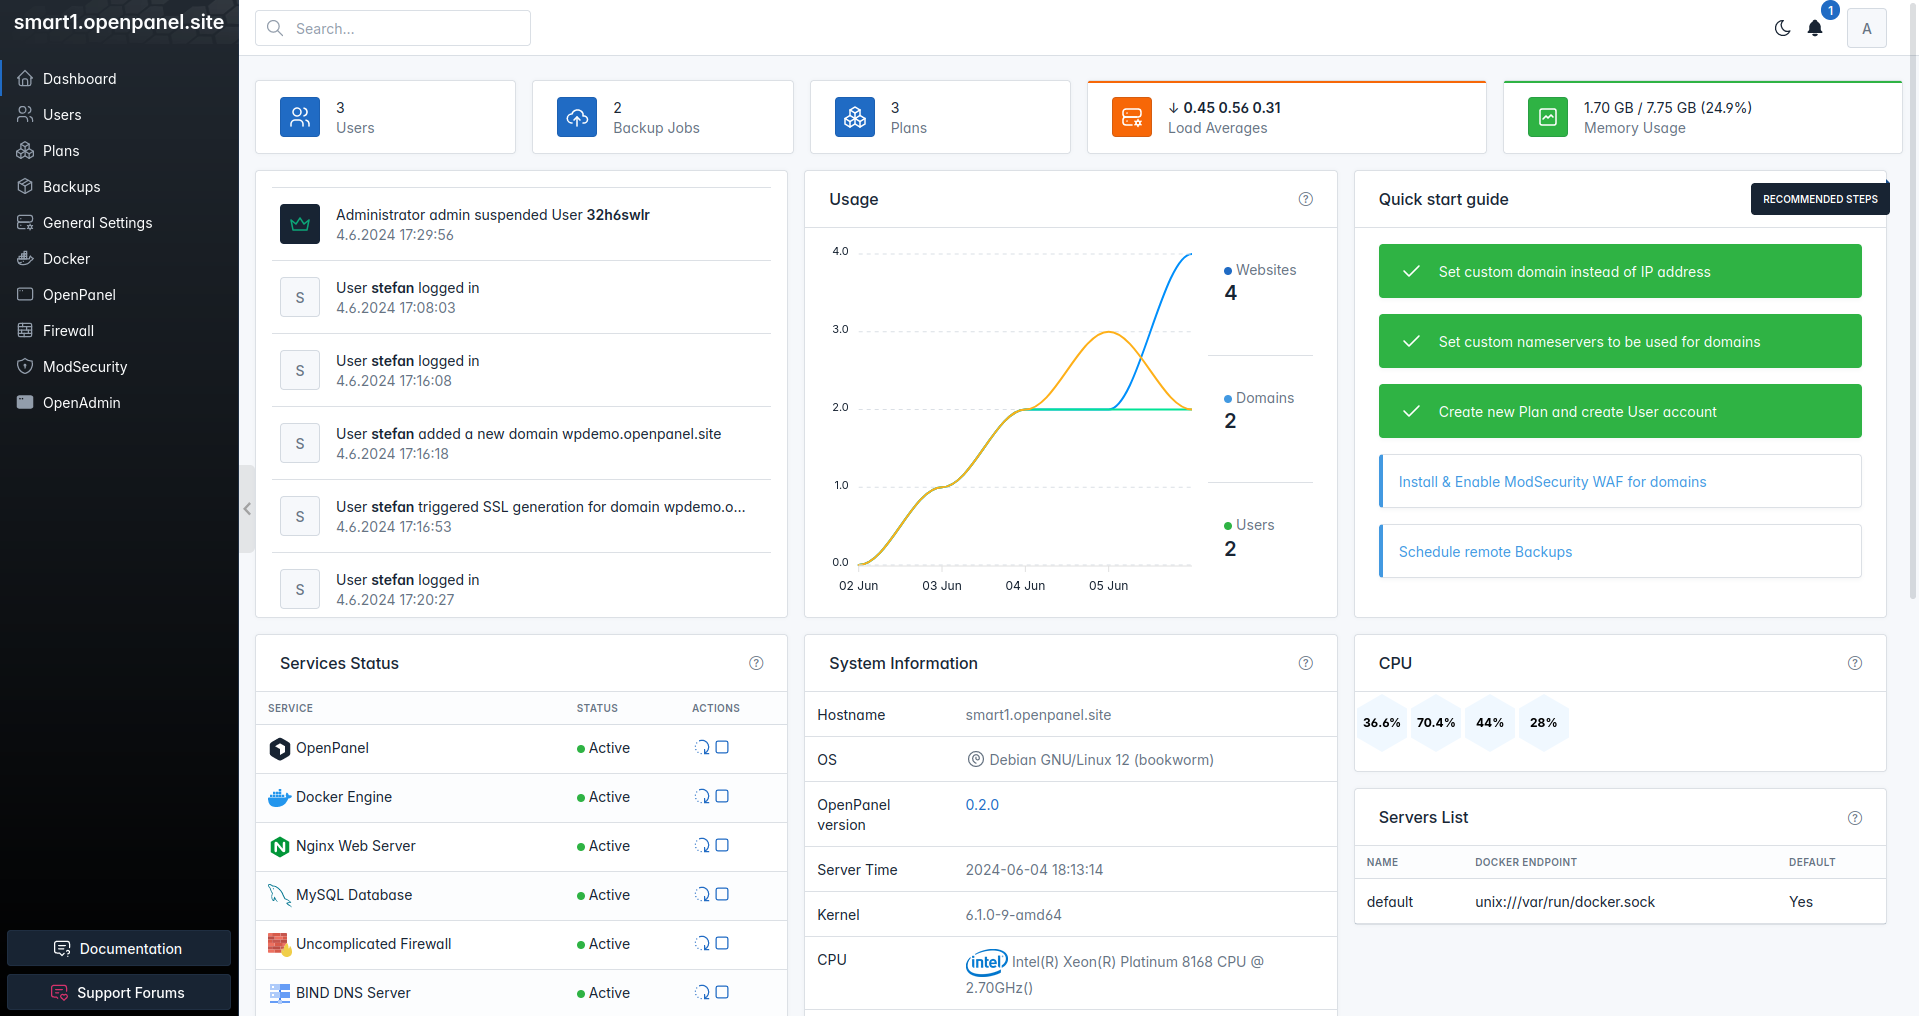 smart1.openpanel.site
Dashboard
Users
Plans
Backups
General Settings
Docker
OpenPanel
Firewall
ModSecurity
OpenAdmin
Documentation
Support Forums
Search...
1
A
3
Users
2
Backup Jobs
3
Plans
↓ 0.45 0.56 0.31
Load Averages
1.70 GB / 7.75 GB (24.9%)
Memory Usage
Administrator admin suspended User 32h6swlr
4.6.2024 17:29:56
S
User stefan logged in
4.6.2024 17:08:03
S
User stefan logged in
4.6.2024 17:16:08
S
User stefan added a new domain wpdemo.openpanel.site
4.6.2024 17:16:18
S
User stefan triggered SSL generation for domain wpdemo.o...
4.6.2024 17:16:53
S
User stefan logged in
4.6.2024 17:20:27
Usage
4.0
3.0
2.0
1.0
0.0
02 Jun
03 Jun
04 Jun
05 Jun
Websites
4
Domains
2
Users
2
Quick start guide
RECOMMENDED STEPS
Set custom domain instead of IP address
Set custom nameservers to be used for domains
Create new Plan and create User account
Install & Enable ModSecurity WAF for domains
Schedule remote Backups
Services Status
SERVICE STATUS ACTIONS
OpenPanel Active
Docker Engine Active
Nginx Web Server Active
MySQL Database Active
Uncomplicated Firewall Active
BIND DNS Server Active
System Information
Hostname smart1.openpanel.site
OS Debian GNU/Linux 12 (bookworm)
OpenPanel version 0.2.0
Server Time 2024-06-04 18:13:14
Kernel 6.1.0-9-amd64
CPU intel Intel(R) Xeon(R) Platinum 8168 CPU @
2.70GHz()
CPU
36.6% 70.4% 44% 28%
Servers List
NAME DOCKER ENDPOINT DEFAULT
default unix:///var/run/docker.sock Yes